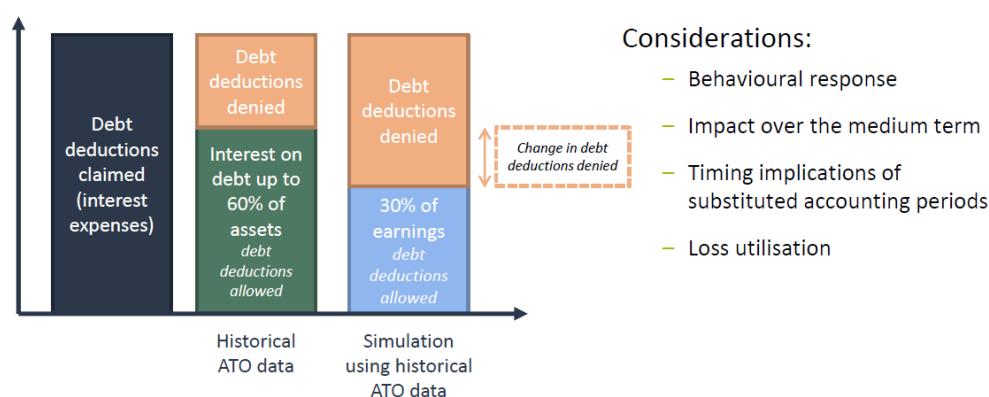 Debt
deductions
claimed
(interest
expenses)
Debt
deductions
denied
Interest on
debt up to
60% of
assets
debt
deductions
allowed
Debt
deductions
denied
30% of
earnings
debt
deductions
allowed
Change in debt
deductions denied
Historical
ATO data
Simulation
using historical
ATO data
Considerations:
– Behavioural response
– Impact over the medium term
– Timing implications of
substituted accounting periods
– Loss utilisation